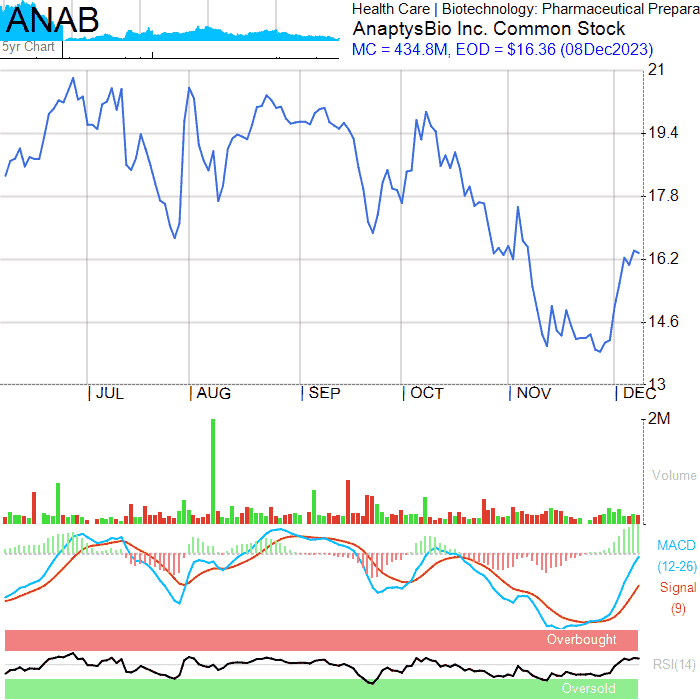 ANAB
5yr Chart
Health Care | Biotechnology: Pharmaceutical Prepara
AnaptysBio Inc. Common Stock
MC = 434.8M, EOD = $16.36 (08Dec2023)
21
19.4
17.8
16.2
14.6
13
JUL
AUG
SEP
OCT
NOV
DEC
2M
Volume
MACD
(12-26)
Signal
(9)
Overbought
RSI(14)
Oversold